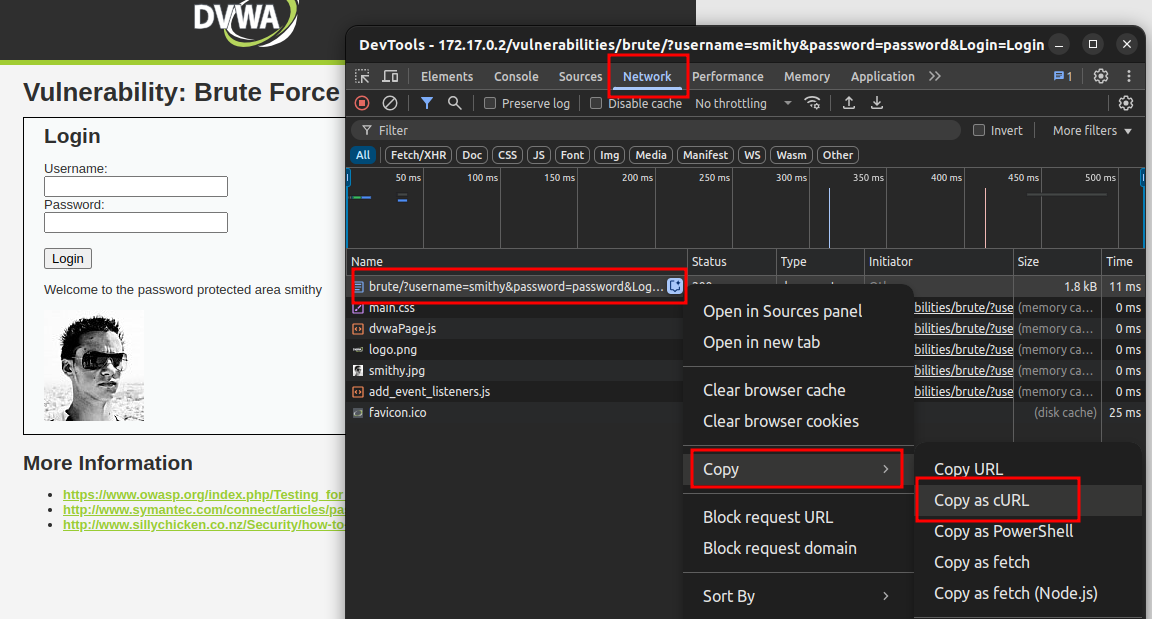 DVWA
Vulnerability: Brute Force
Login
Username:
Password:
Login
Welcome to the password protected area smithy
More Information
https://www.owasp.org/index.php/Testing_for
http://www.symantec.com/connect/articles/pa
http://www.sillychicken.co.nz/Security/how-to
DevTools - 172.17.0.2/vulnerabilities/brute/?username=smithy&password=password&Login=Login
Elements Console Sources Network Performance Memory Application 1
Preserve log Disable cache No throttling
Filter Invert More filters
All Fetch/XHR Doc CSS JS Font Img Media Manifest WS Wasm Other
50 ms 100 ms 150 ms 200 ms 250 ms 300 ms 350 ms 400 ms 450 ms 500 ms
Name Status Type Initiator Size Time
brute/?username=smithy&password=password&Log... 1.8 kB 11 ms
main.css bilities/brute/?use (memory ca... 0 ms
dvwaPage.js bilities/brute/?use (memory ca... 0 ms
logo.png bilities/brute/?use (memory ca... 0 ms
smithy.jpg bilities/brute/?use (memory ca... 0 ms
add_event_listeners.js bilities/brute/?use (memory ca... 0 ms
favicon.ico (disk cache) 25 ms
Open in Sources panel
Open in new tab
Clear browser cache
Clear browser cookies
Copy
Block request URL
Block request domain
Sort By
Copy URL
Copy as cURL
Copy as PowerShell
Copy as fetch
Copy as fetch (Node.js)